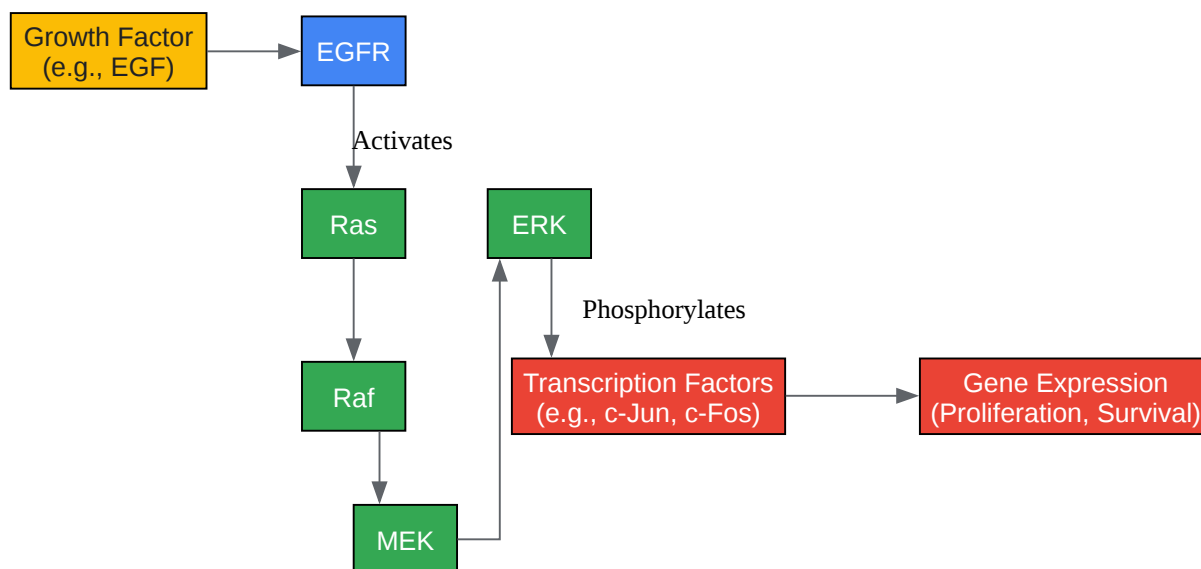 Growth Factor
(e.g., EGF)
EGFR
Activates
Ras
ERK
Phosphorylates
Raf
Transcription Factors
(e.g., c-Jun, c-Fos)
Gene Expression
(Proliferation, Survival)
MEK